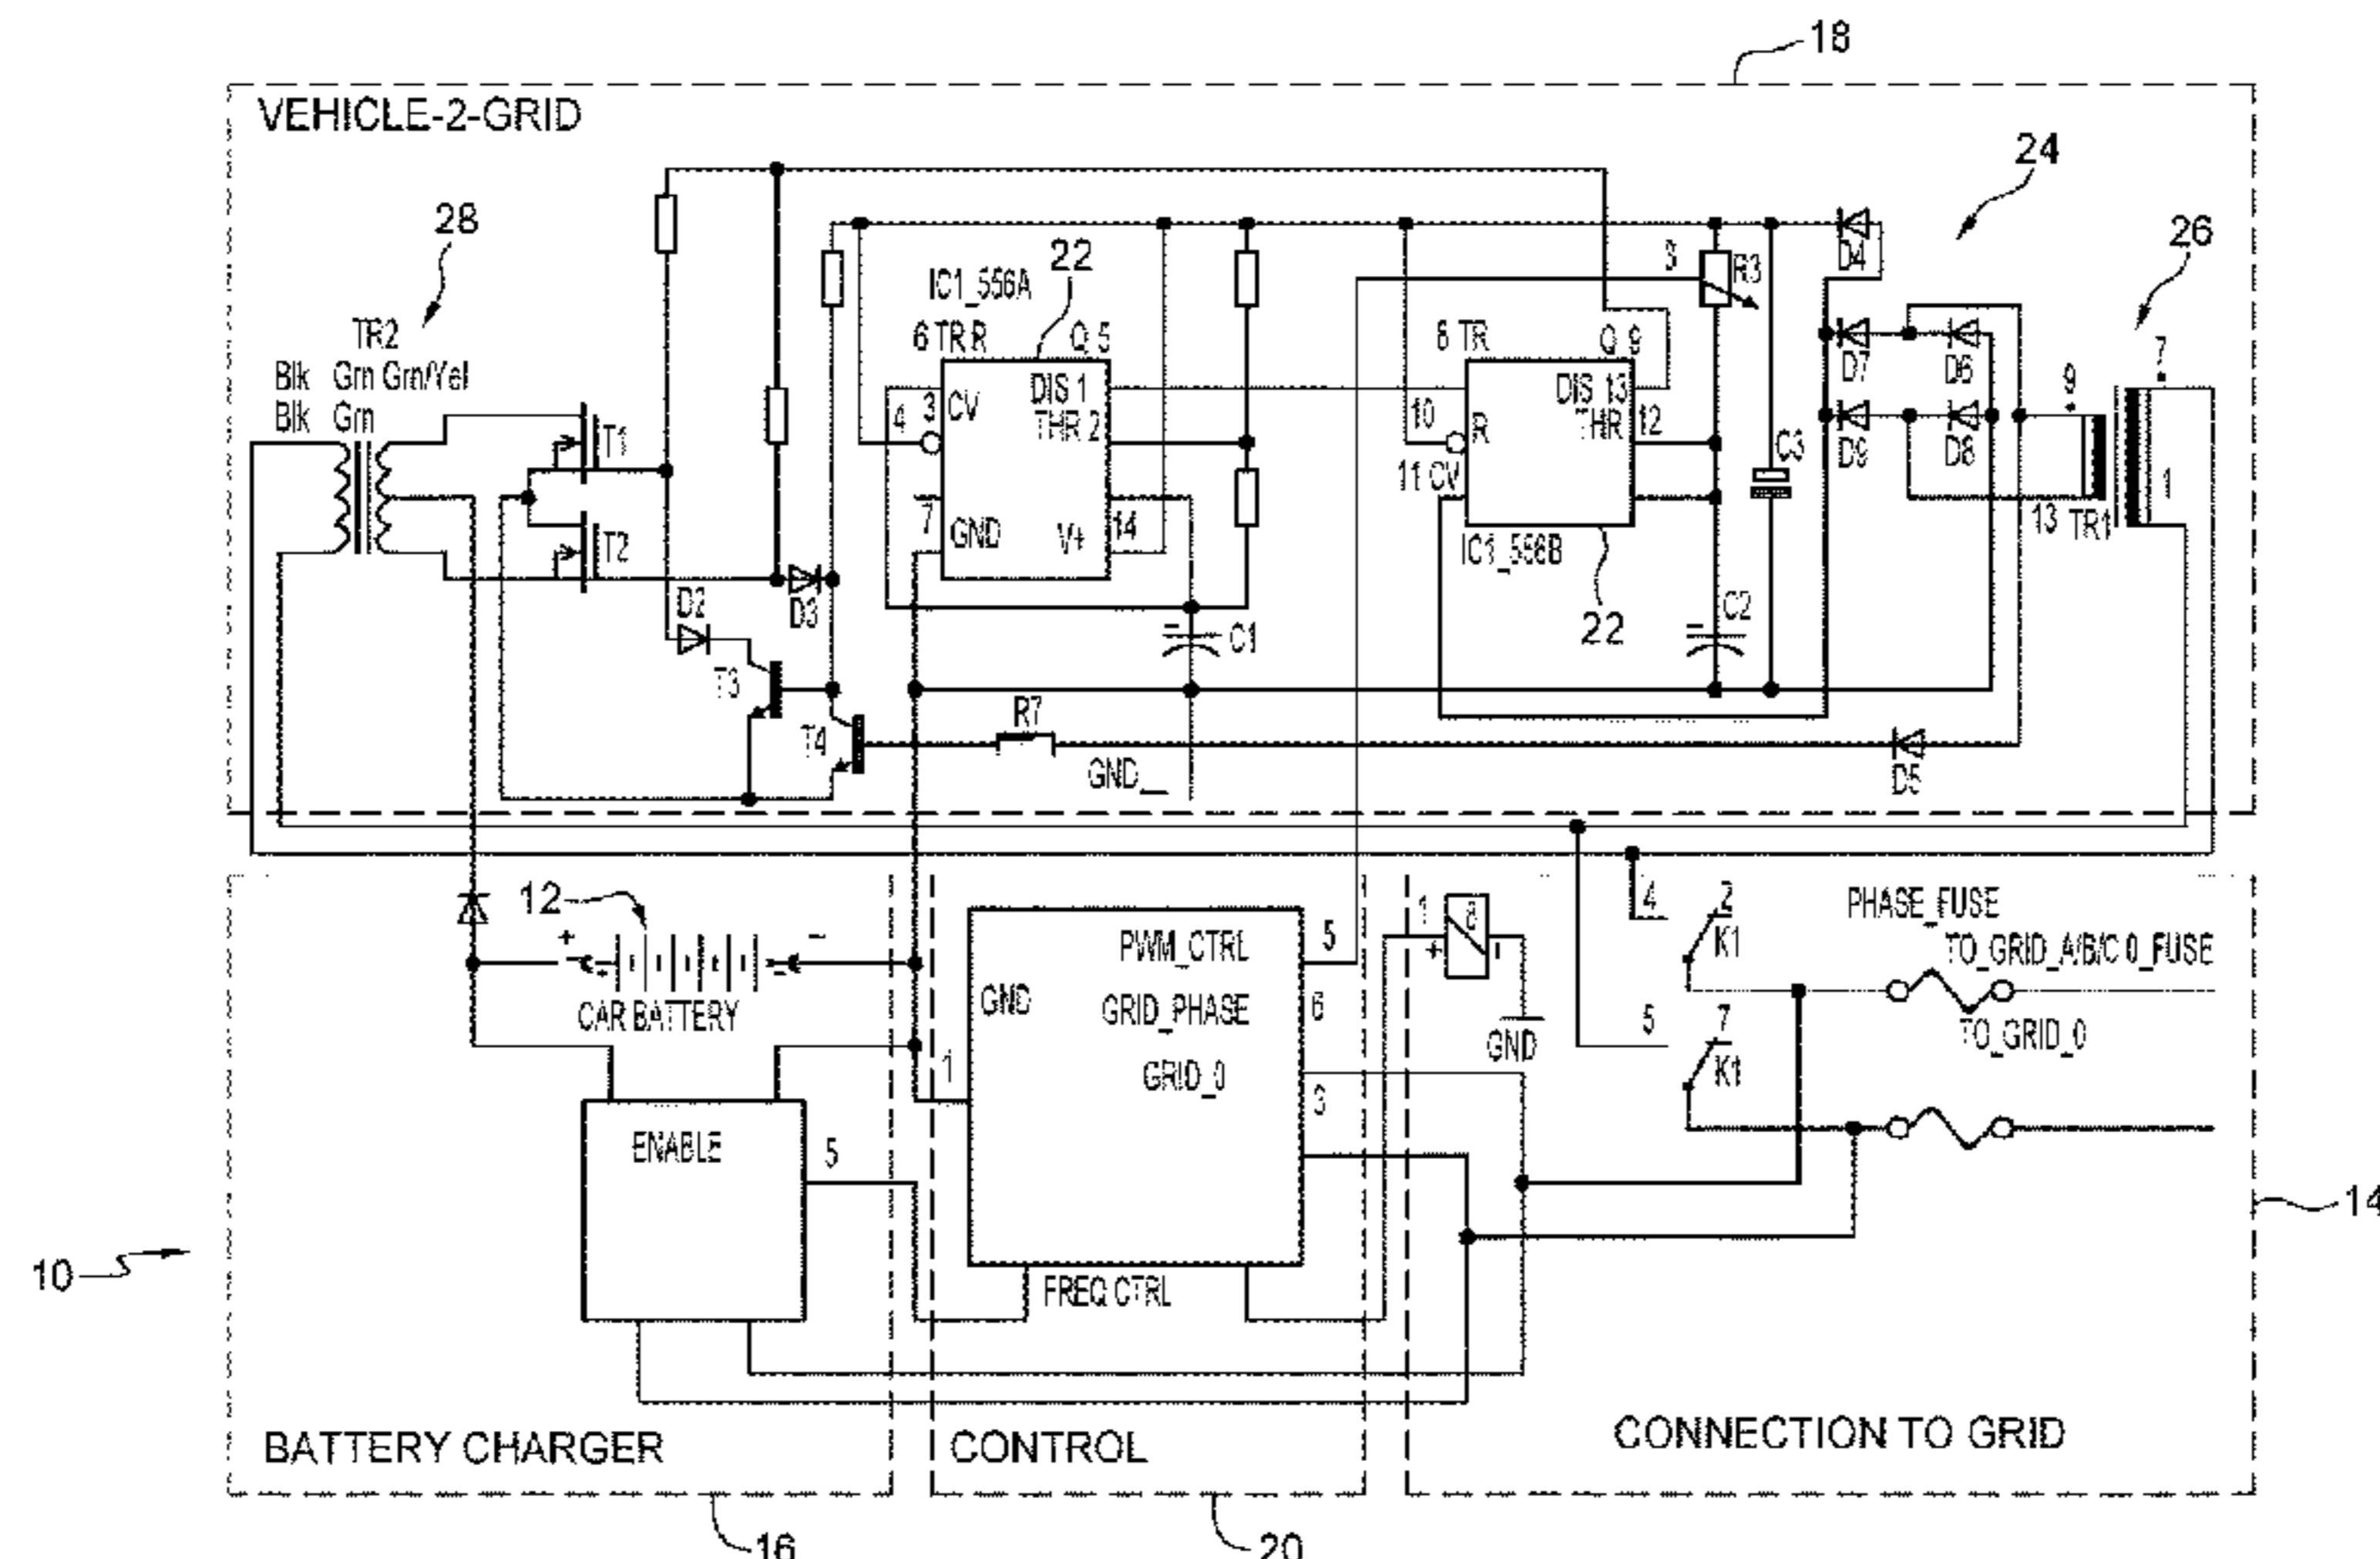 18
VEHICLE-2-GRID
24
28
26
22
IC1_556A
3
R3
D4
TR2
6 TR R
Q 5
8 TR
Q 9
7
Blk Grn Grn/Yel
Blk Grn
DIS 1
DIS 13
D7
D6
9
4
3
CV
THR 2
10
R
THR
12
T1
C3
D9
D8
1
11 CV
7
GND
V+
14
13
TR1
T2
IC1_556B
D2
D3
C1
22
C2
T3
R7
T4
GND
D5
12
+
-
1
8
4
2
PHASE_FUSE
PWM_CTRL
5
+
K1
TO_GRID_A/B/C 0_FUSE
+
-
CAR BATTERY
GND
GRID_PHASE
6
GND
5
7
TO_GRID_0
1
GRID_0
3
K1
ENABLE
5
14
10
FREQ CTRL
BATTERY CHARGER
CONTROL
CONNECTION TO GRID
16
20